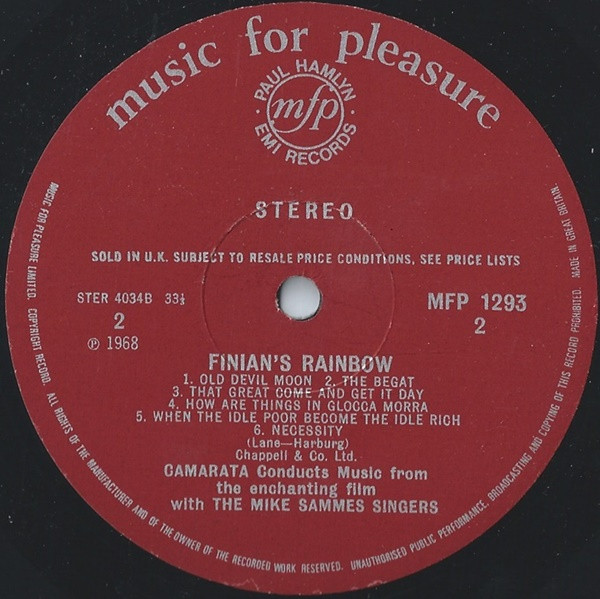 music for pleasure
PAUL HAMLYN
mfp
EMI RECORDS
STEREO
SOLD IN U.K. SUBJECT TO RESALE PRICE CONDITIONS, SEE PRICE LISTS
STER 4034B 33⅓
MFP 1293
2
2
℗ 1968
FINIAN'S RAINBOW
1. OLD DEVIL MOON 2. THE BEGAT
3. THAT GREAT COME AND GET IT DAY
4. HOW ARE THINGS IN GLOCCA MORRA
5. WHEN THE IDLE POOR BECOME THE IDLE RICH
6. NECESSITY
(Lane—Harburg)
Chappell & Co. Ltd.
CAMARATA Conducts Music from
the enchanting film
with THE MIKE SAMMES SINGERS
MUSIC FOR PLEASURE LIMITED. COPYRIGHT RECORD. ALL RIGHTS OF THE MANUFACTURER AND OF THE OWNER OF THE RECORDED WORK RESERVED. UNAUTHORISED PUBLIC PERFORMANCE, BROADCASTING AND COPYING OF THIS RECORD PROHIBITED. MADE IN GREAT BRITAIN.